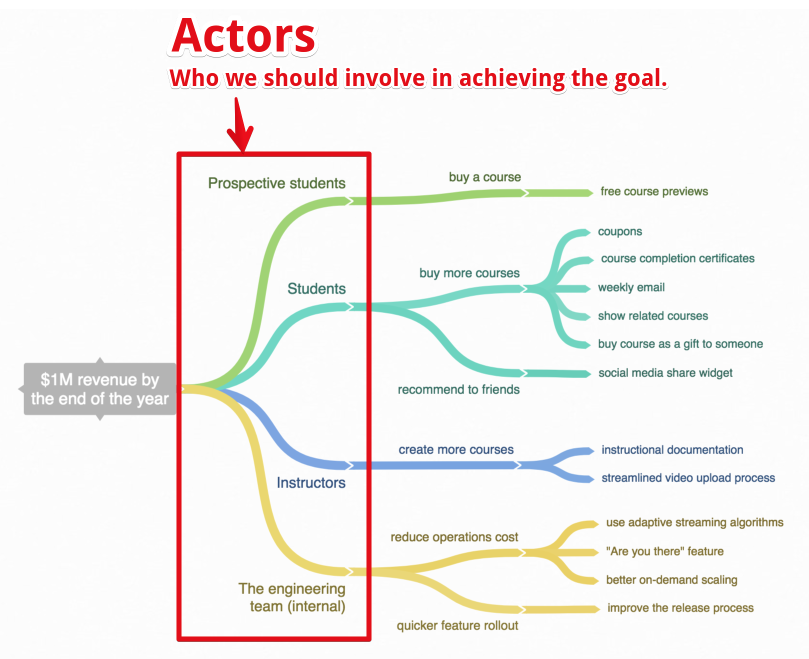 Actors
Who we should involve in achieving the goal.
Prospective students
buy a course
free course previews
Students
buy more courses
coupons
course completion certificates
weekly email
show related courses
buy course as a gift to someone
recommend to friends
social media share widget
$1M revenue by
the end of the year
Instructors
create more courses
instructional documentation
streamlined video upload process
The engineering
team (internal)
reduce operations cost
use adaptive streaming algorithms
"Are you there" feature
better on-demand scaling
quicker feature rollout
improve the release process